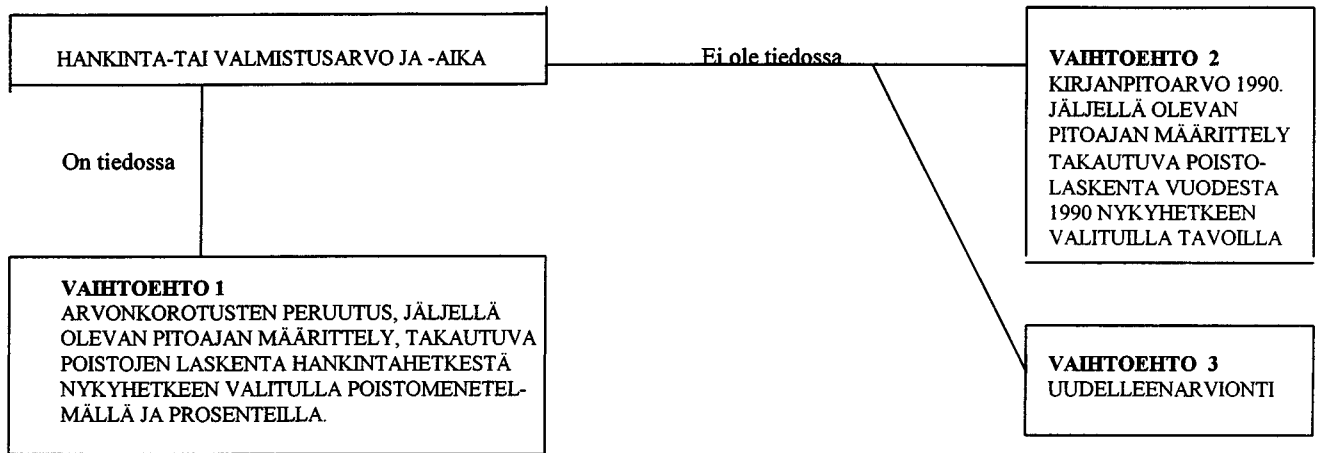 HANKINTA-TAI VALMISTUSARVO JA -AIKA
Ei ole tiedossa
On tiedossa
VAIHTOEHTO 2
KIRJANPITOARVO 1990.
JÄLJELLÄ OLEVAN
PITOAJAN MÄÄRITTELY
TAKAUTUVA POISTO-
LASKENTA VUODESTA
1990 NYKYHETKEEN
VALITUILLA TAVOILLA
VAIHTOEHTO 1
ARVONKOROTUSTEN PERUUTUS, JÄLJELLÄ
OLEVAN PITOAJAN MÄÄRITTELY, TAKAUTUVA
POISTOJEN LASKENTA HANKINTAHETKESTÄ
NYKYHETKEEN VALITULLA POISTOMENETEL-
MÄLLÄ JA PROSENTEILLA.
VAIHTOEHTO 3
UUDELLEENARVIONTI